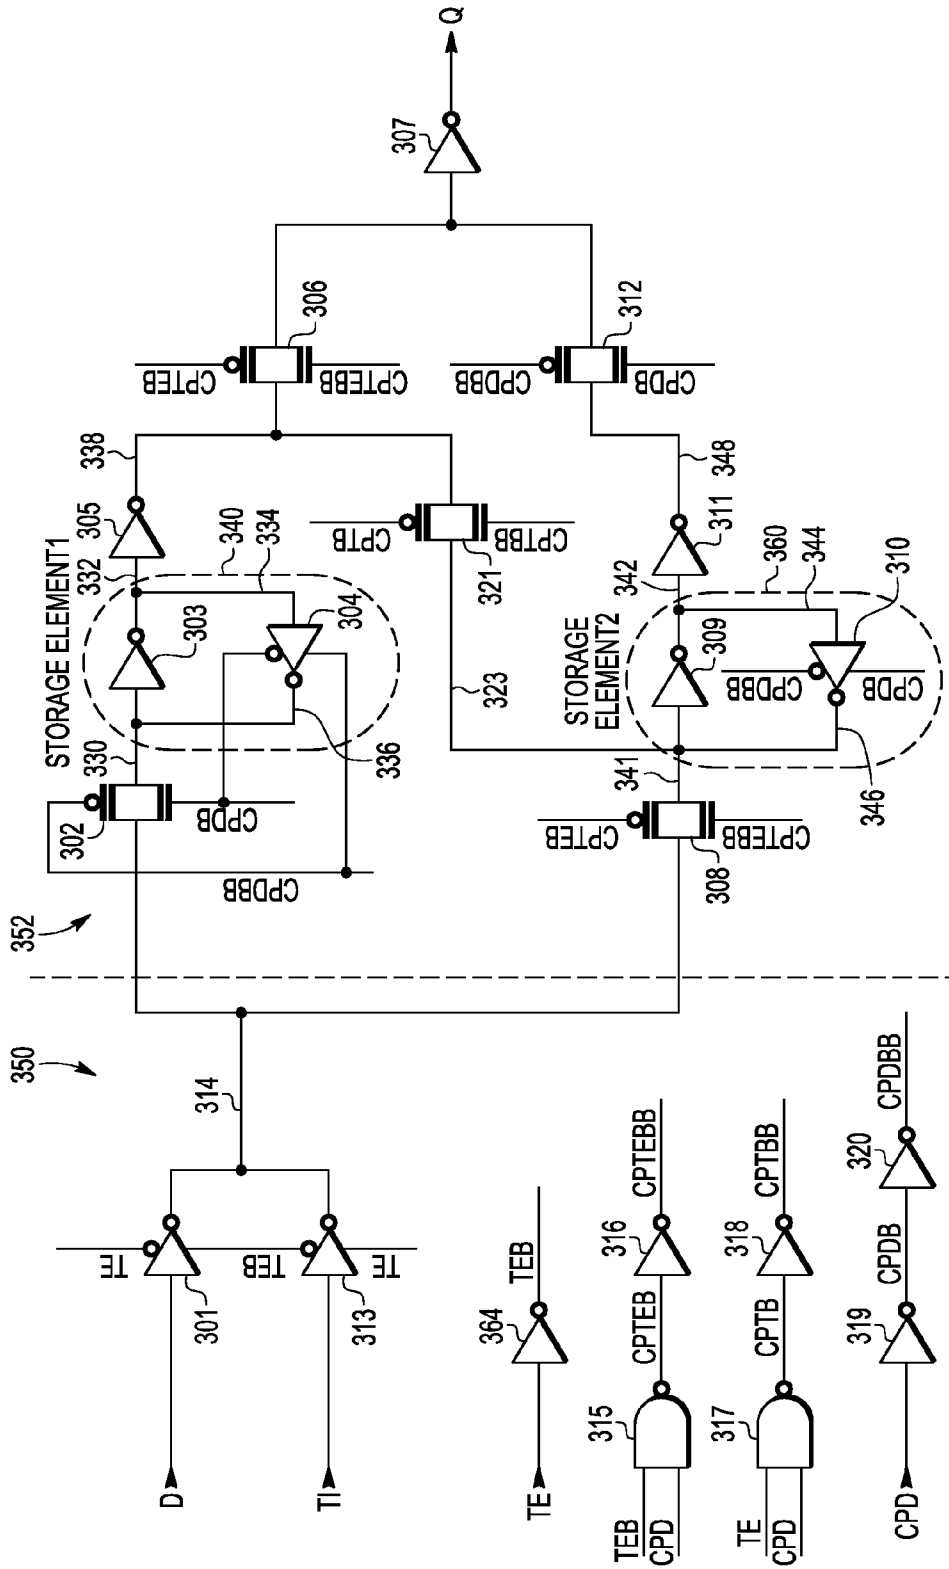 350
352
D
TI
TE
301
TEB
313
TE
314
TE
364
TEB
TEB
CPD
315
CPTEB
316
CPTEBB
TE
CPD
317
CPTB
318
CPTBB
CPD
319
CPDB
320
CPDBB
302
CPDB
CPDBB
330
STORAGE ELEMENT1
303
332
305
338
340
334
304
336
CPTEB
306
CPTEBB
CPTB
321
CPTBB
323
CPTEB
308
CPTEBB
341
STORAGE
ELEMENT2
309
342
311
348
360
344
310
CPDBB
CPDB
346
CPDBB
312
CPDB
307
Q